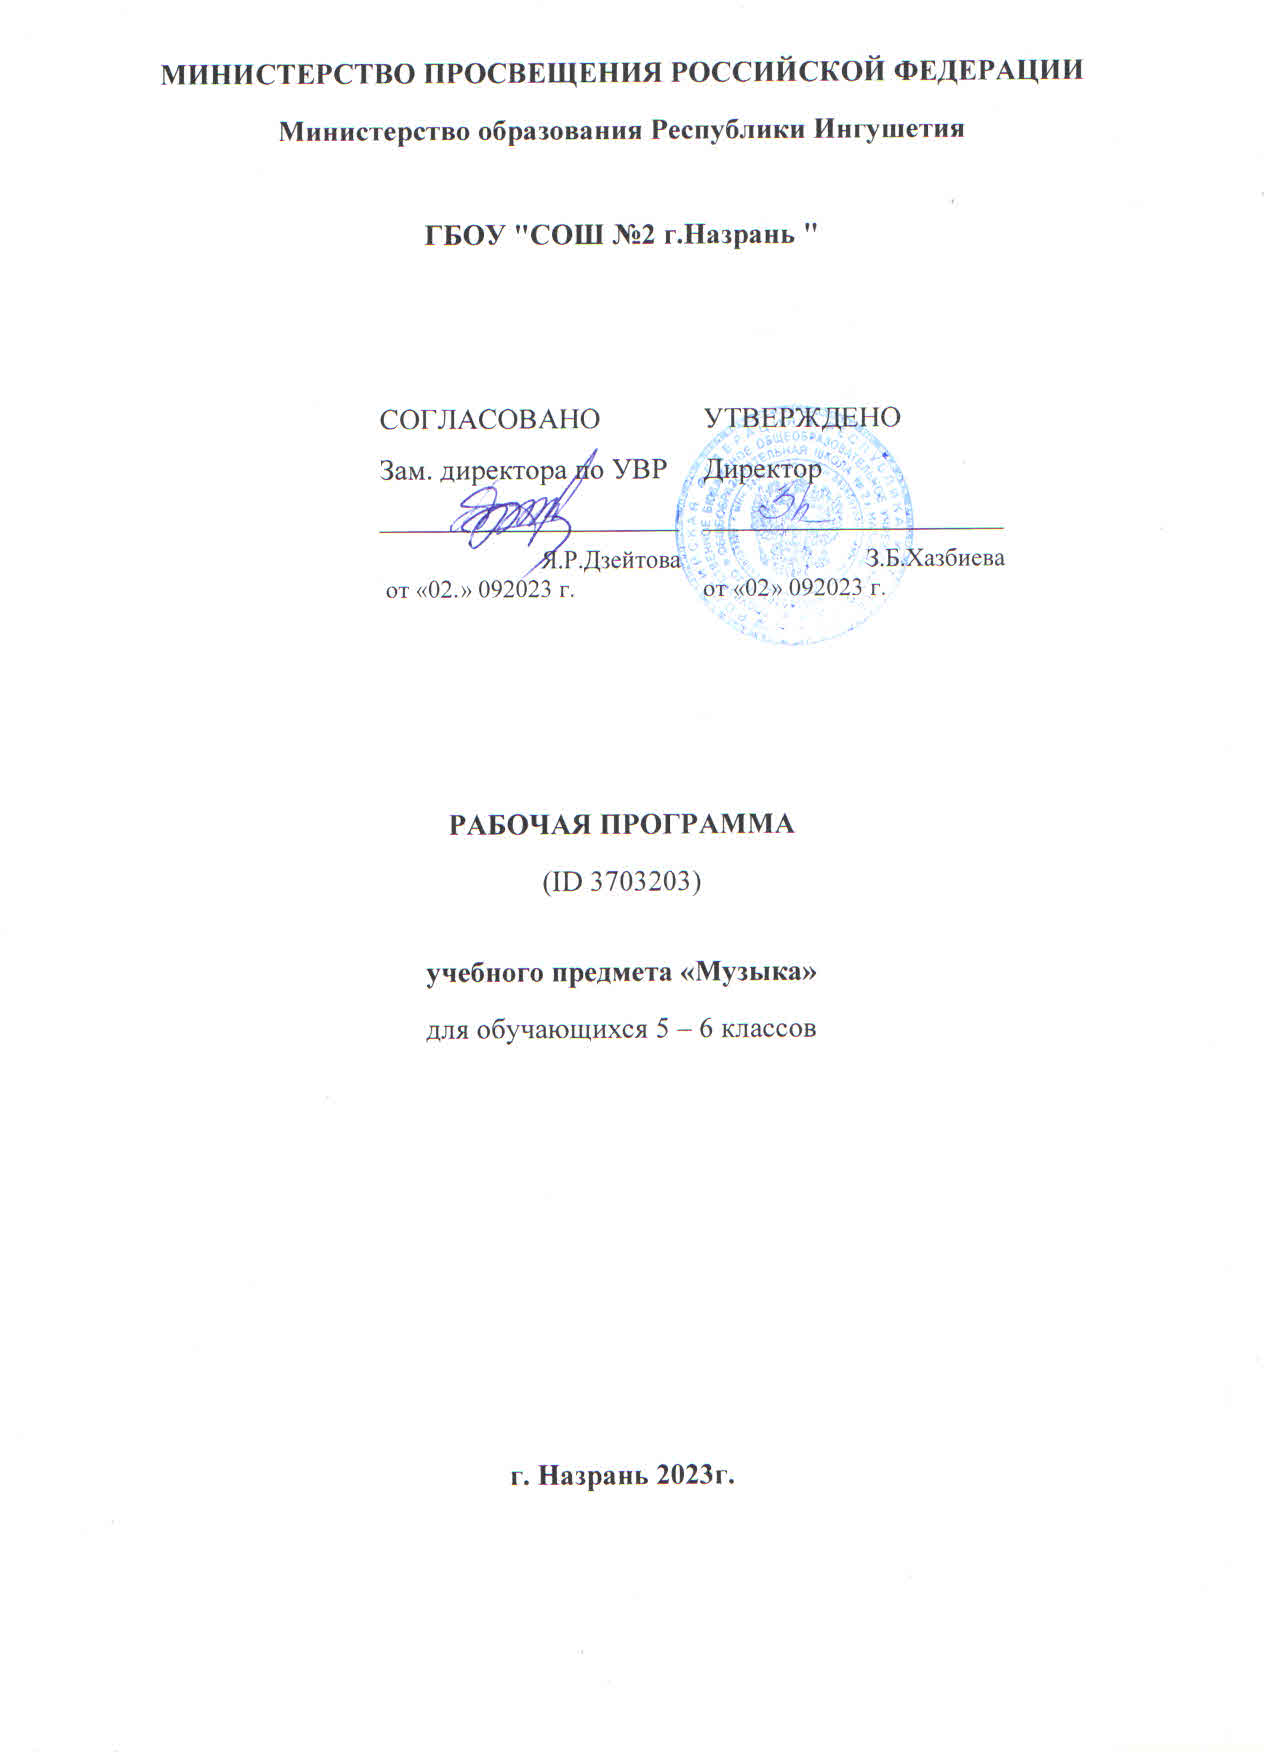 МИНИСТЕРСТВО ПРОСВЕЩЕНИЯ РОССИЙСКОЙ ФЕДЕРАЦИИ
Министерство образования Республики Ингушетия
ГБОУ "СОШ №2 г.Назрань "
СОГЛАСОВАНО
Зам. директора по УВР
Я.Р.Дзейтова
от «02.» 092023 г.
УТВЕРЖДЕНО
Директор
З.Б.Хазбиева
от «02» 092023 г.
РАБОЧАЯ ПРОГРАММА
(ID 3703203)
учебного предмета «Музыка»
для обучающихся 5 – 6 классов
г. Назрань 2023г.